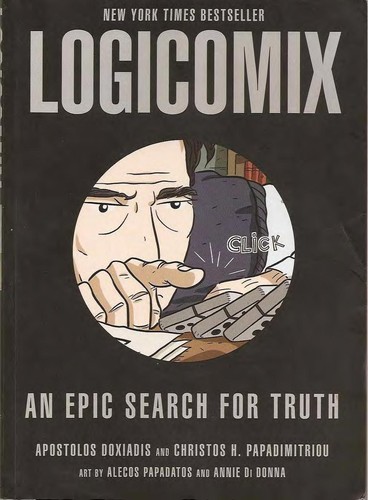 NEW YORK TIMES BESTSELLER
LOGICOMIX
CLiCK
AN EPIC SEARCH FOR TRUTH
APOSTOLOS DOXIADIS AND CHRISTOS H. PAPADIMITRIOU
ART BY ALECOS PAPADATOS AND ANNIE Di DONNA